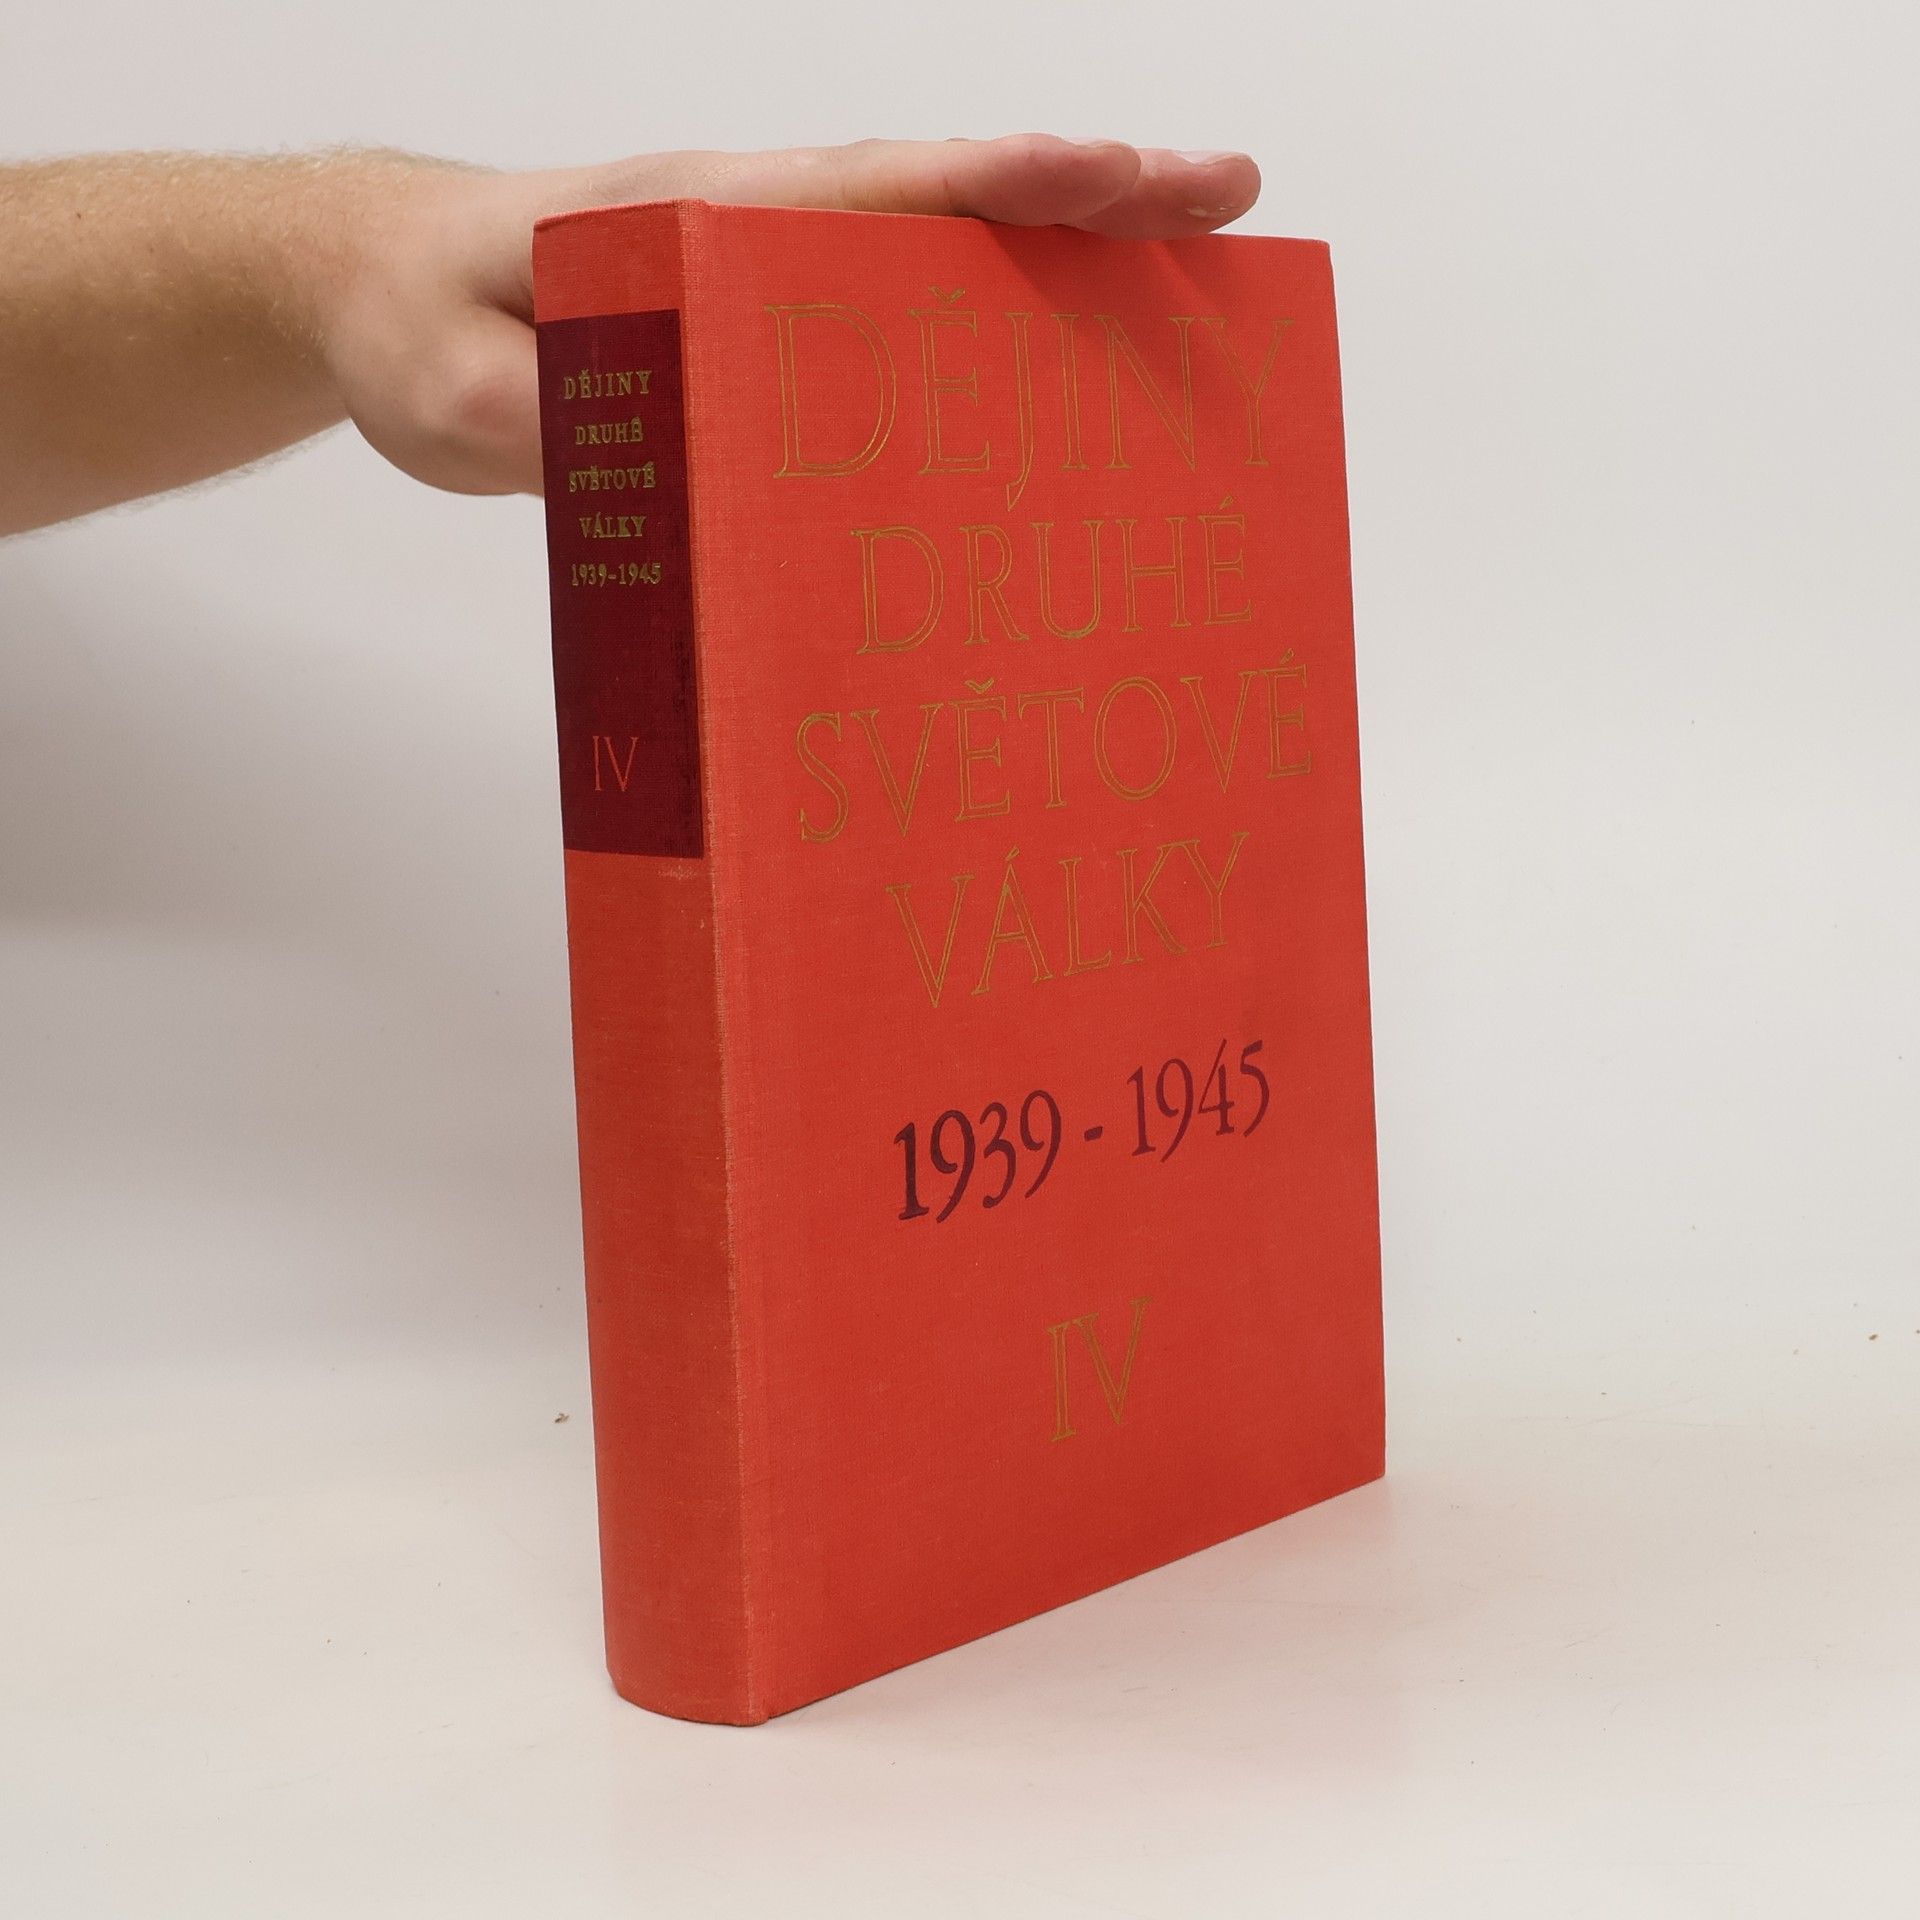 DĚJINY
DRUHÉ
SVĚTOVÉ
VÁLKY
1939-1945
IV
DĚJINY
DRUHÉ
SVĚTOVÉ
VÁLKY
1939-1945
IV